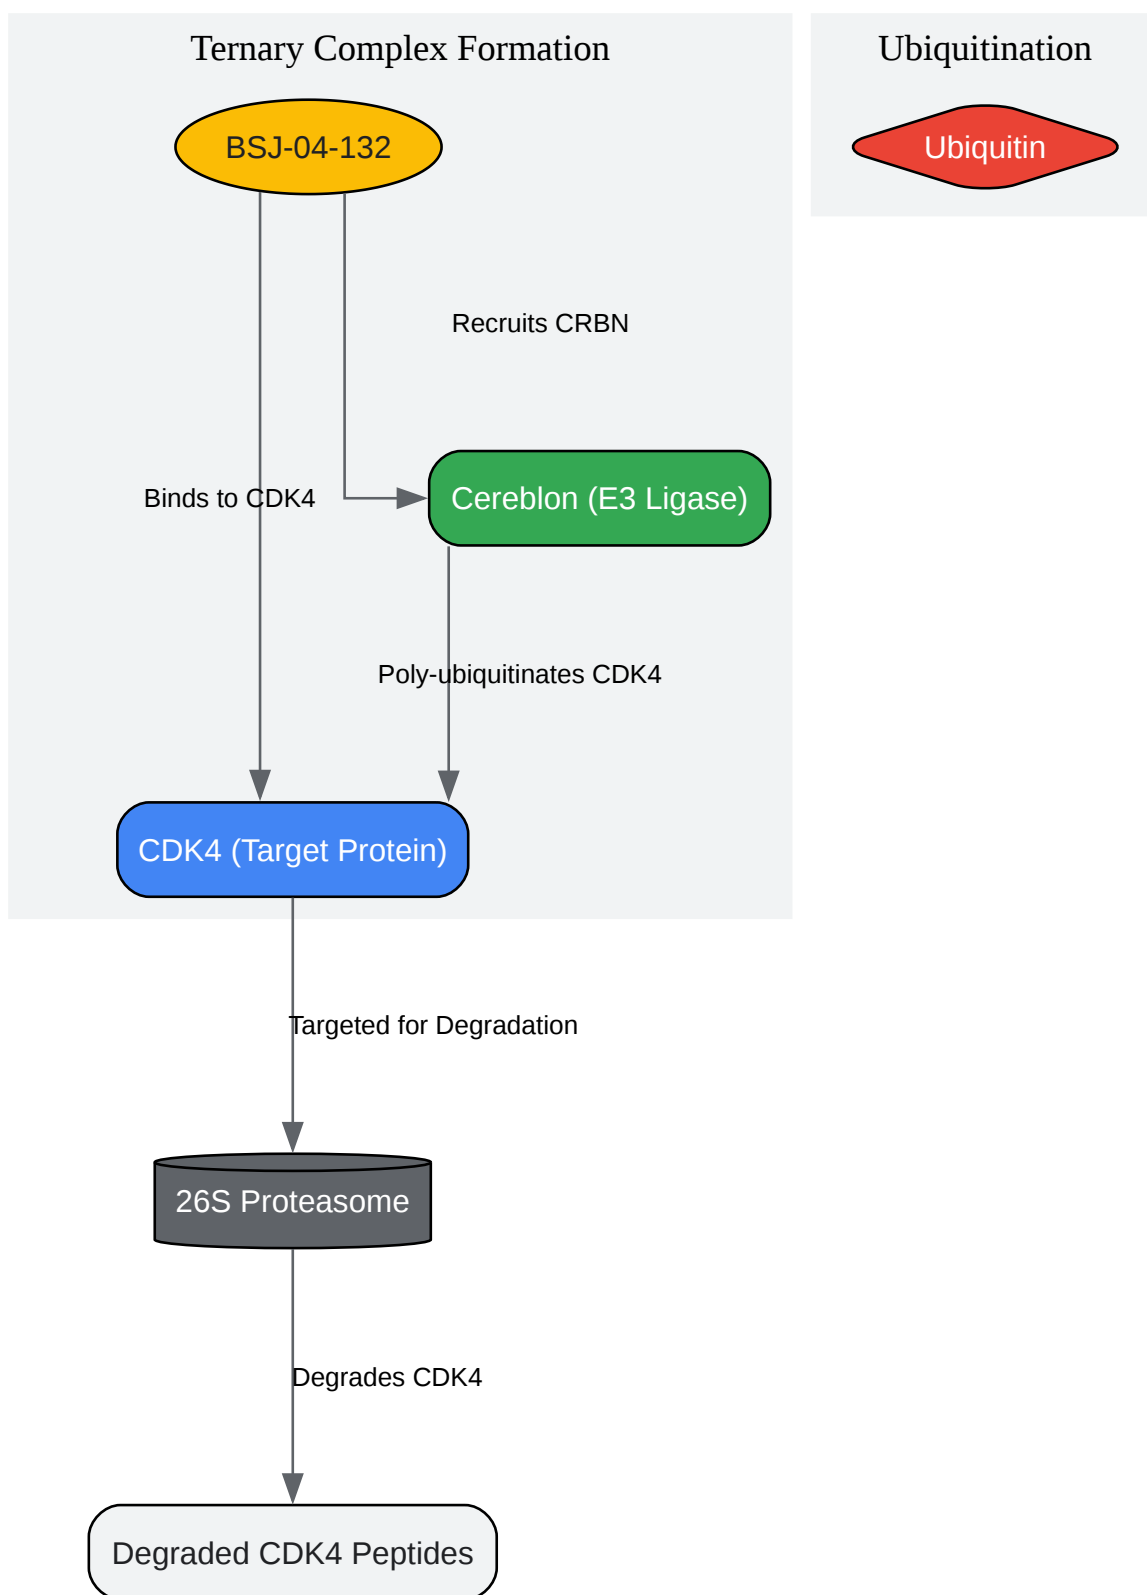 Ternary Complex Formation
Ubiquitination
BSJ-04-132
Ubiquitin
Recruits CRBN
Binds to CDK4
Cereblon (E3 Ligase)
Poly-ubiquitinates CDK4
CDK4 (Target Protein)
Targeted for Degradation
26S Proteasome
Degrades CDK4
Degraded CDK4 Peptides